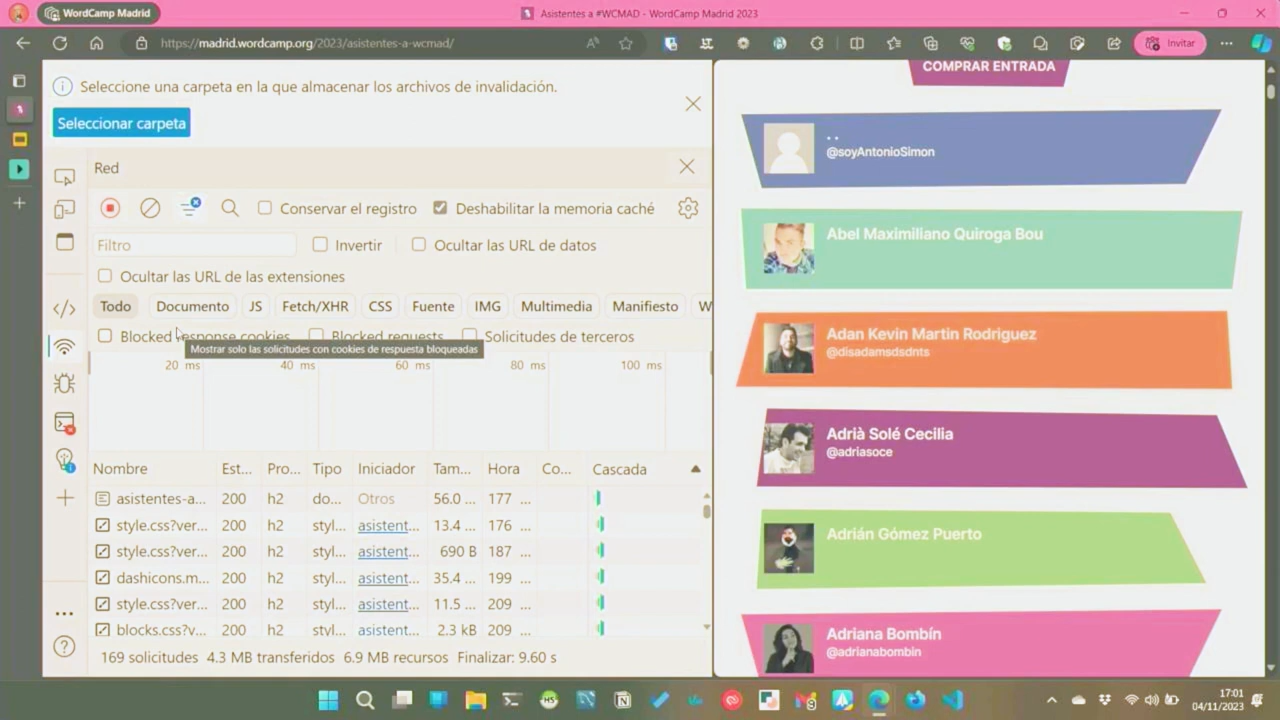 WordCamp Madrid
Asistentes a #WCMAD - WordCamp Madrid 2023
https://madrid.wordcamp.org/2023/asistentes-a-wcmad/
Invitar
Seleccione una carpeta en la que almacenar los archivos de invalidación.
Seleccionar carpeta
Red
Conservar el registro
Deshabilitar la memoria caché
Filtro
Invertir
Ocultar las URL de datos
Ocultar las URL de las extensiones
Todo Documento JS Fetch/XHR CSS Fuente IMG Multimedia Manifiesto W
Blocked response cookies Blocked requests Solicitudes de terceros
Mostrar solo las solicitudes con cookies de respuesta bloqueadas
20 ms 40 ms 60 ms 80 ms 100 ms
Nombre Est... Pro... Tipo Iniciador Tam... Hora Co... Cascada
asistentes-a... 200 h2 do... Otros 56.0 ... 177 ...
style.css?ver... 200 h2 styl... asistent... 13.4 ... 176 ...
style.css?ver... 200 h2 styl... asistent... 690 B 187 ...
dashicons.m... 200 h2 styl... asistent... 35.4 ... 199 ...
style.css?ver... 200 h2 styl... asistent... 11.5 ... 209 ...
blocks.css?v... 200 h2 styl... asistent... 2.3 kB 209 ...
169 solicitudes 4.3 MB transferidos 6.9 MB recursos Finalizar: 9.60 s
COMPRAR ENTRADA
. .
@soyAntonioSimon
Abel Maximiliano Quiroga Bou
Adan Kevin Martin Rodriguez
@disadamsdsdnts
Adrià Solé Cecilia
@adriasoce
Adrián Gómez Puerto
Adriana Bombín
@adrianabombin
17:01
04/11/2023